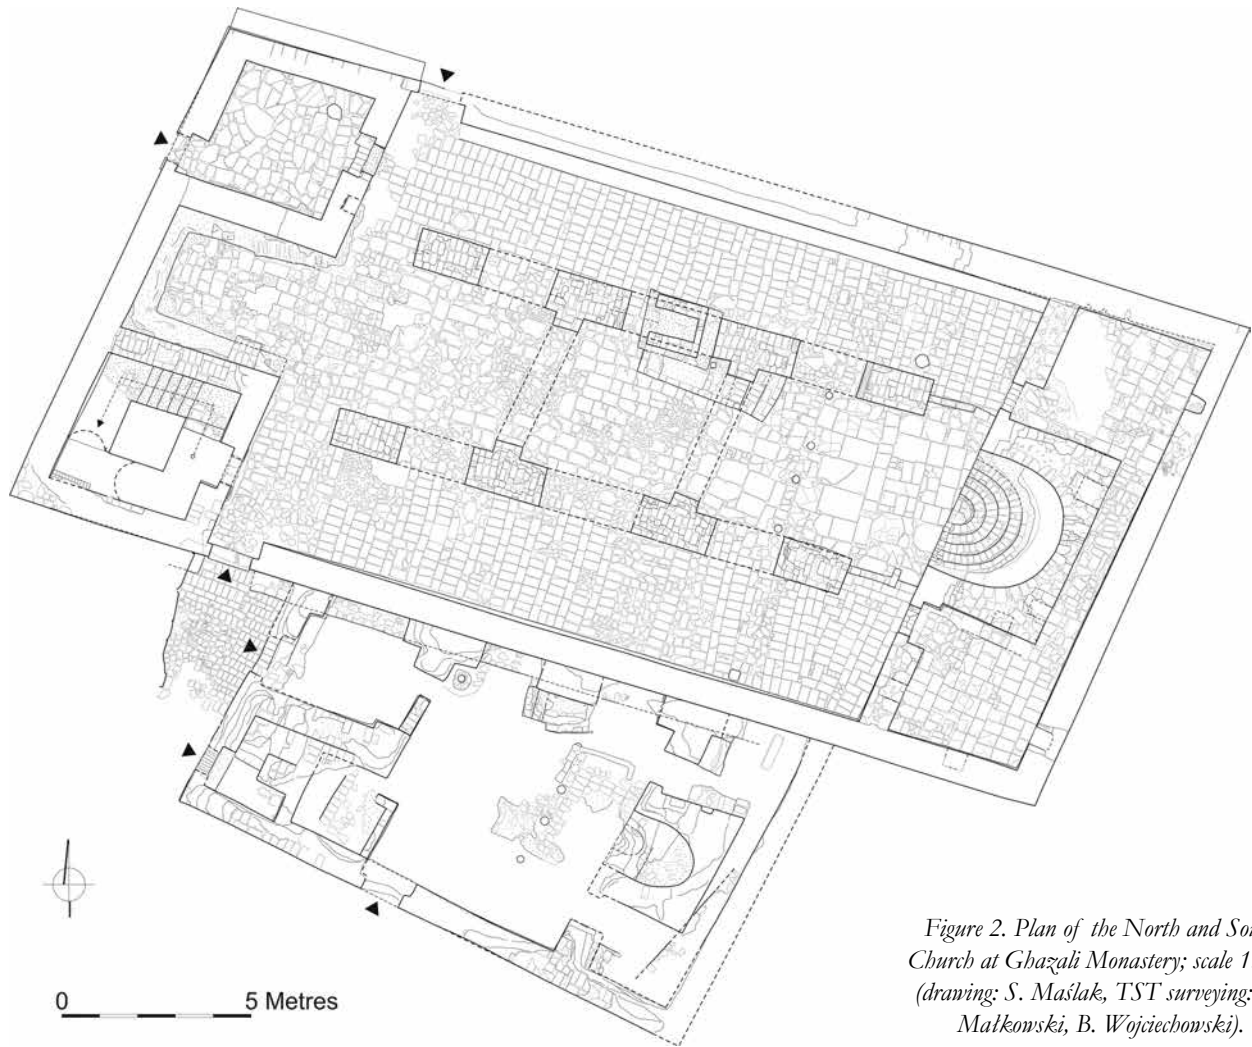 0 5 Metres
Figure 2. Plan of the North and
Church at Ghazali Monastery; scale 1
(drawing: S. Maślak, TST surveying:
Małkowski, B. Wojciechowski).